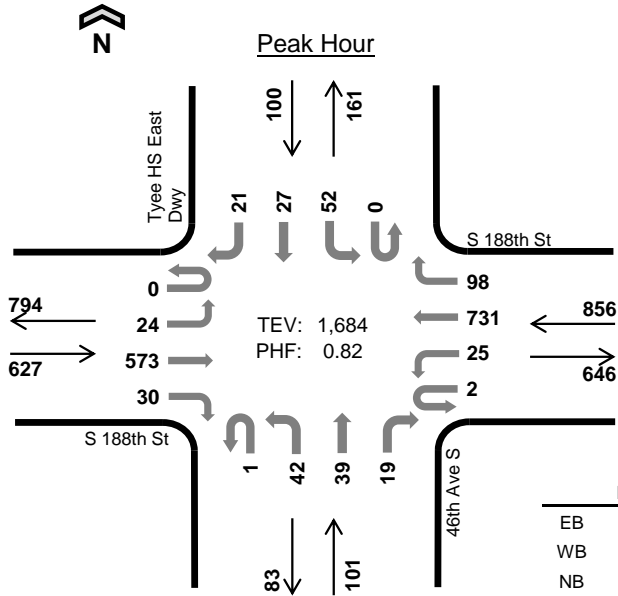 N
Peak Hour
100
161
Tyee HS East
Dwy
21
27
52
0
S 188th St
0
98
794
24
TEV: 1,684
731
856
627
573
PHF: 0.82
25
646
30
2
S 188th St
1
42
39
19
46th Ave S
83
101
EB
WB
NB